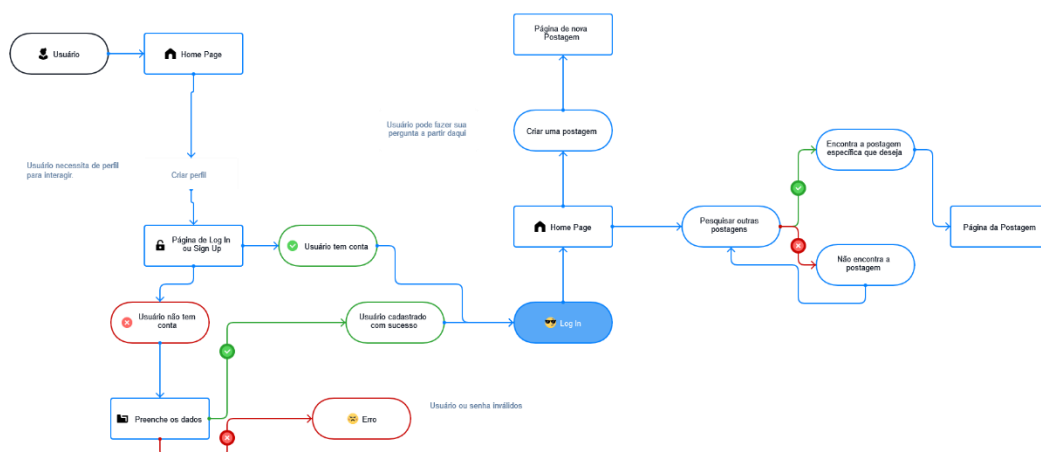 Página de nova
Postagem
Usuário
Home Page
Usuário pode fazer sua
pergunta a partir daqui
Criar uma postagem
Encontra a postagem
específica que deseja
Usuário necessita de perfil
para interagir.
Criar perfil
Página de Log In
ou Sign Up
Usuário tem conta
Home Page
Pesquisar outras
postagens
Página da Postagem
Não encontra a
postagem
Usuário não tem
conta
Usuário cadastrado
com sucesso
Log In
Preenche os dados
Erro
Usuário ou senha inválidos